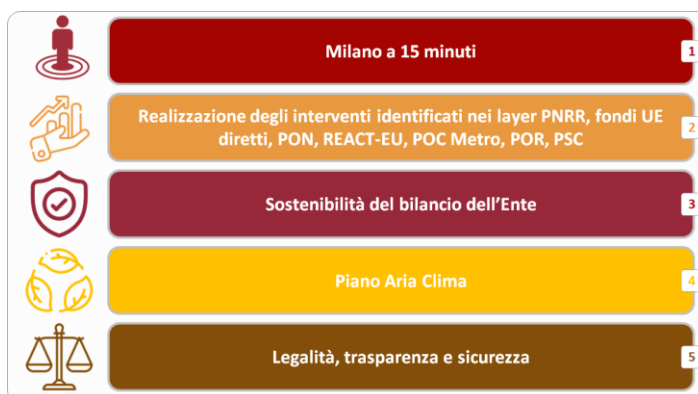 Milano a 15 minuti
1
Realizzazione degli interventi identificati nei layer PNRR, fondi UE
diretti, PON, REACT-EU, POC Metro, POR, PSC
2
Sostenibilità del bilancio dell’Ente
3
Piano Aria Clima
4
Legalità, trasparenza e sicurezza
5